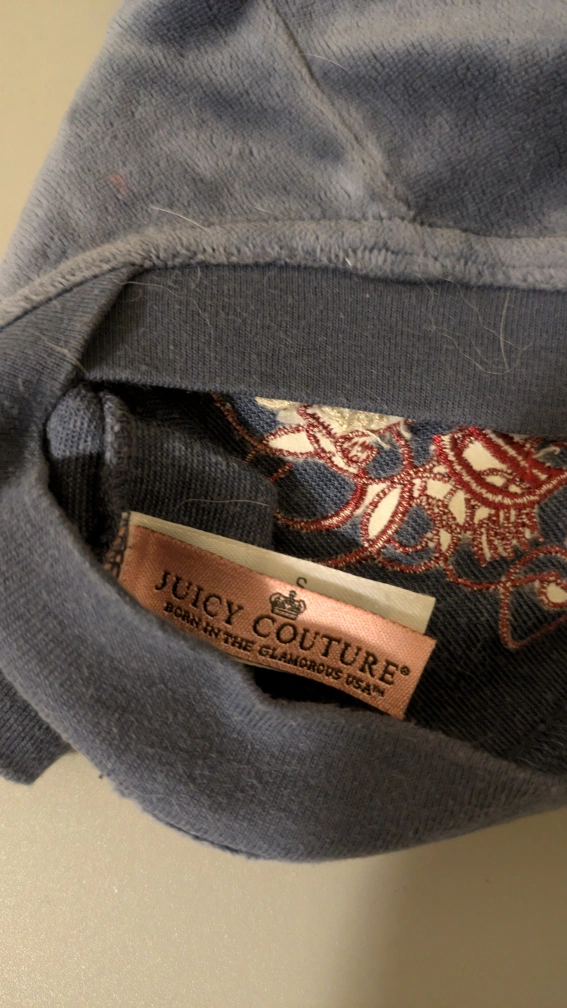 S
JUICY COUTURE®
BORN IN THE GLAMOROUS USA™